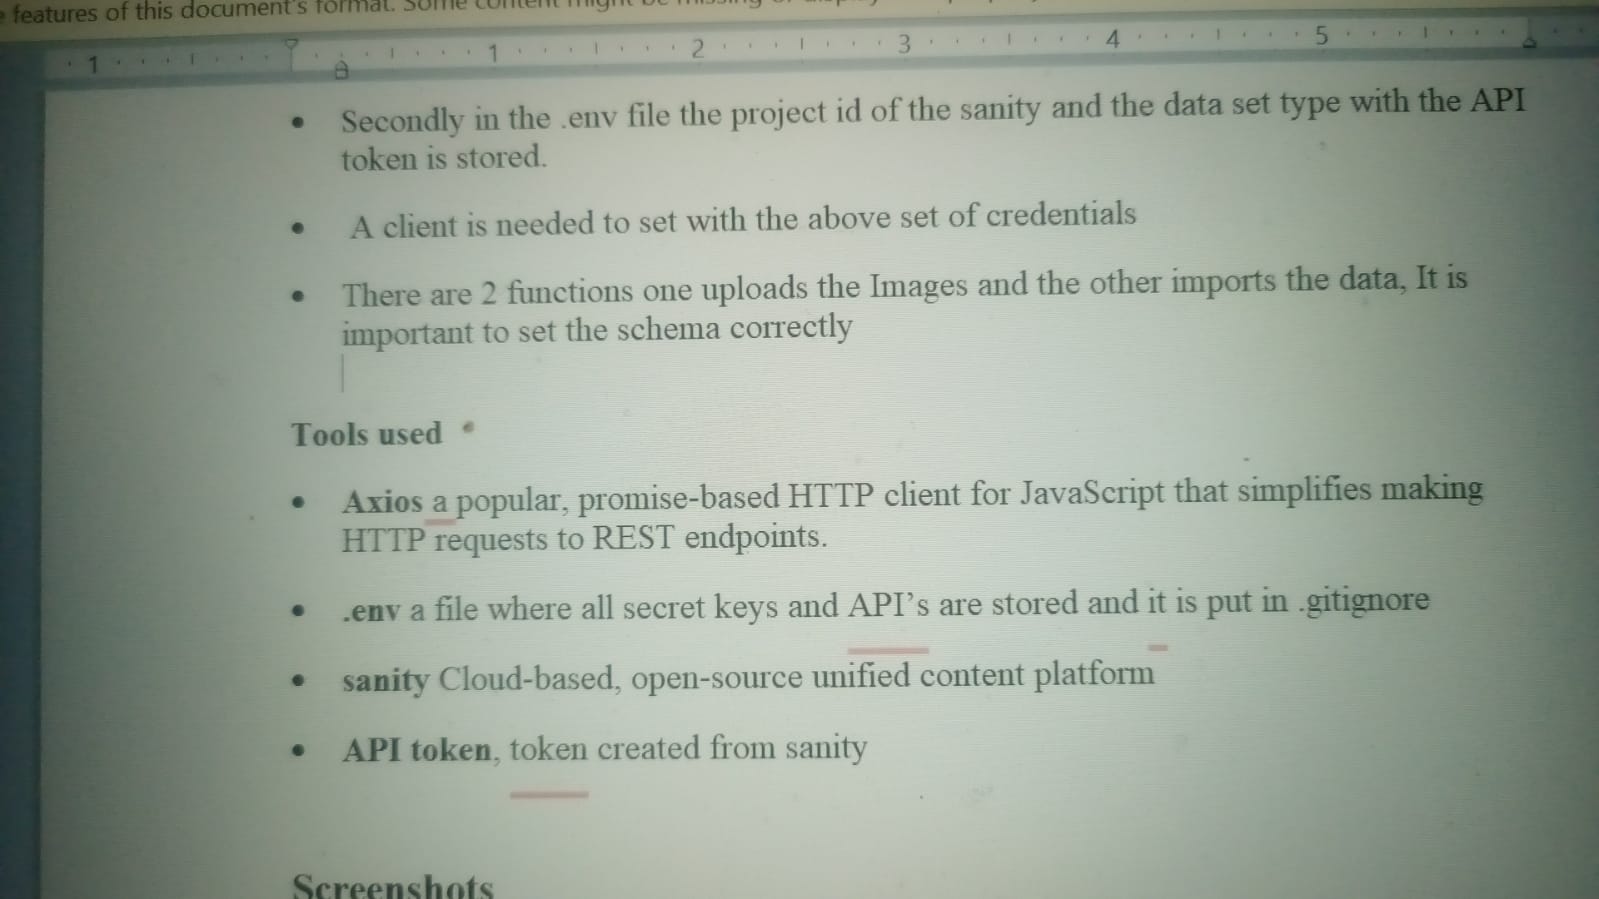 features of this document's format. Some content might be missing or
1 1 2 3 4 5
• Secondly in the .env file the project id of the sanity and the data set type with the API
token is stored.
• A client is needed to set with the above set of credentials
• There are 2 functions one uploads the Images and the other imports the data, It is
important to set the schema correctly
Tools used
• Axios a popular, promise-based HTTP client for JavaScript that simplifies making
HTTP requests to REST endpoints.
• .env a file where all secret keys and API’s are stored and it is put in .gitignore
• sanity Cloud-based, open-source unified content platform
• API token, token created from sanity
Screenshots